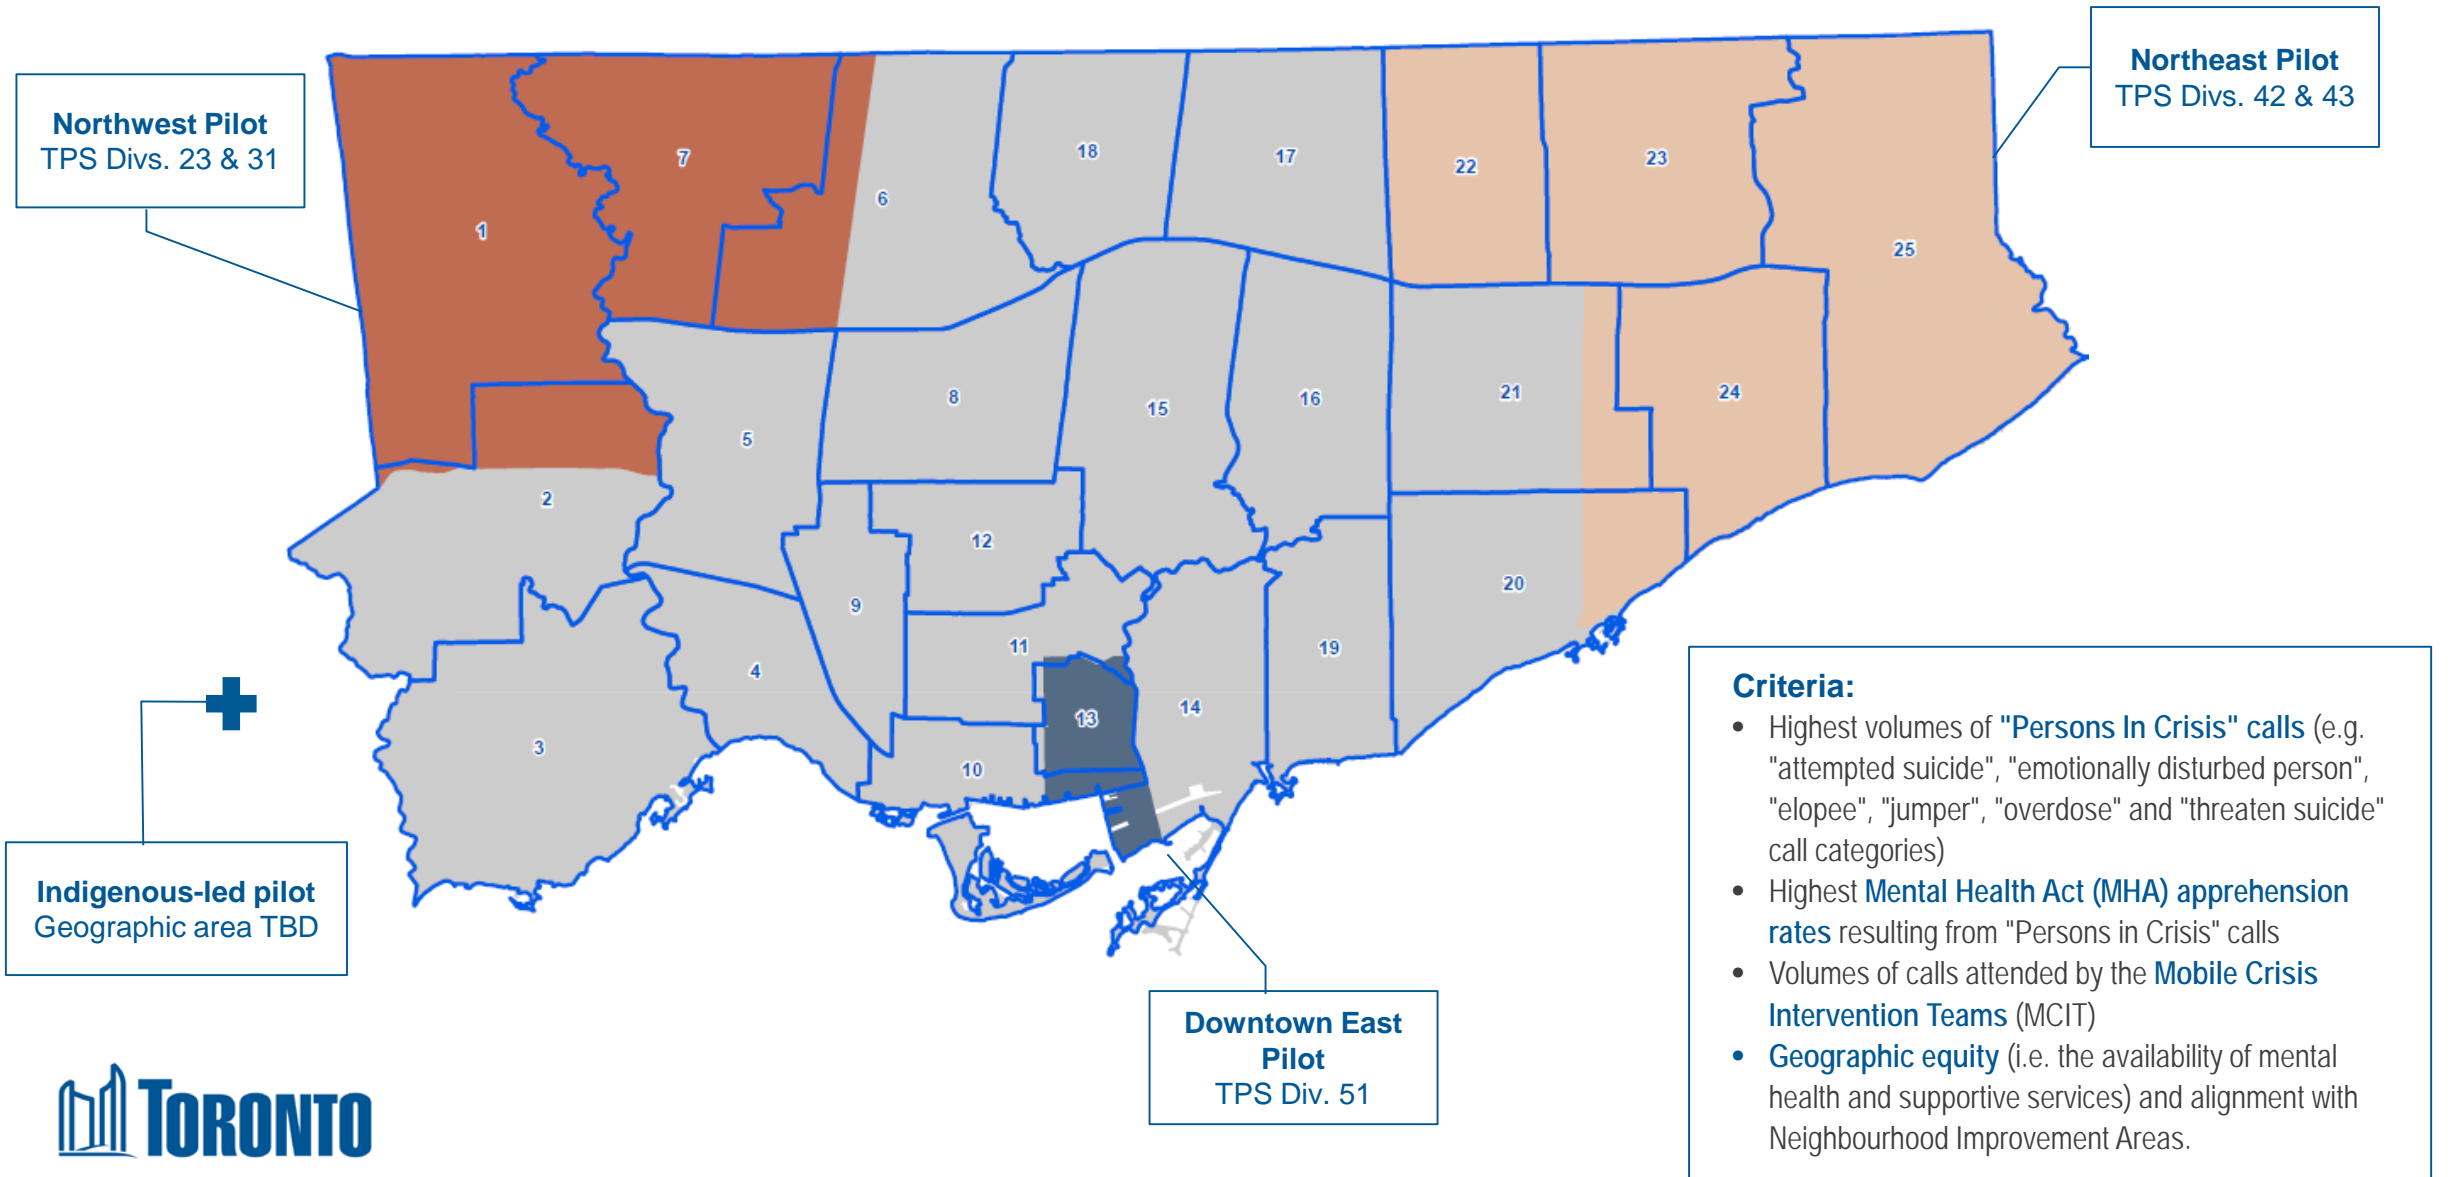 Northwest Pilot
TPS Divs. 23 & 31
Northeast Pilot
TPS Divs. 42 & 43
1
7
6
18
17
22
23
25
2
5
8
15
16
21
24
12
9
11
4
3
10
13
14
19
20
Indigenous-led pilot
Geographic area TBD
Downtown East
Pilot
TPS Div. 51
Criteria:
• Highest volumes of "Persons In Crisis" calls (e.g.
"attempted suicide", "emotionally disturbed person",
"elopee", "jumper", "overdose" and "threaten suicide"
call categories)
• Highest Mental Health Act (MHA) apprehension
rates resulting from "Persons in Crisis" calls
• Volumes of calls attended by the Mobile Crisis
Intervention Teams (MCIT)
• Geographic equity (i.e. the availability of mental
health and supportive services) and alignment with
Neighbourhood Improvement Areas.
TORONTO